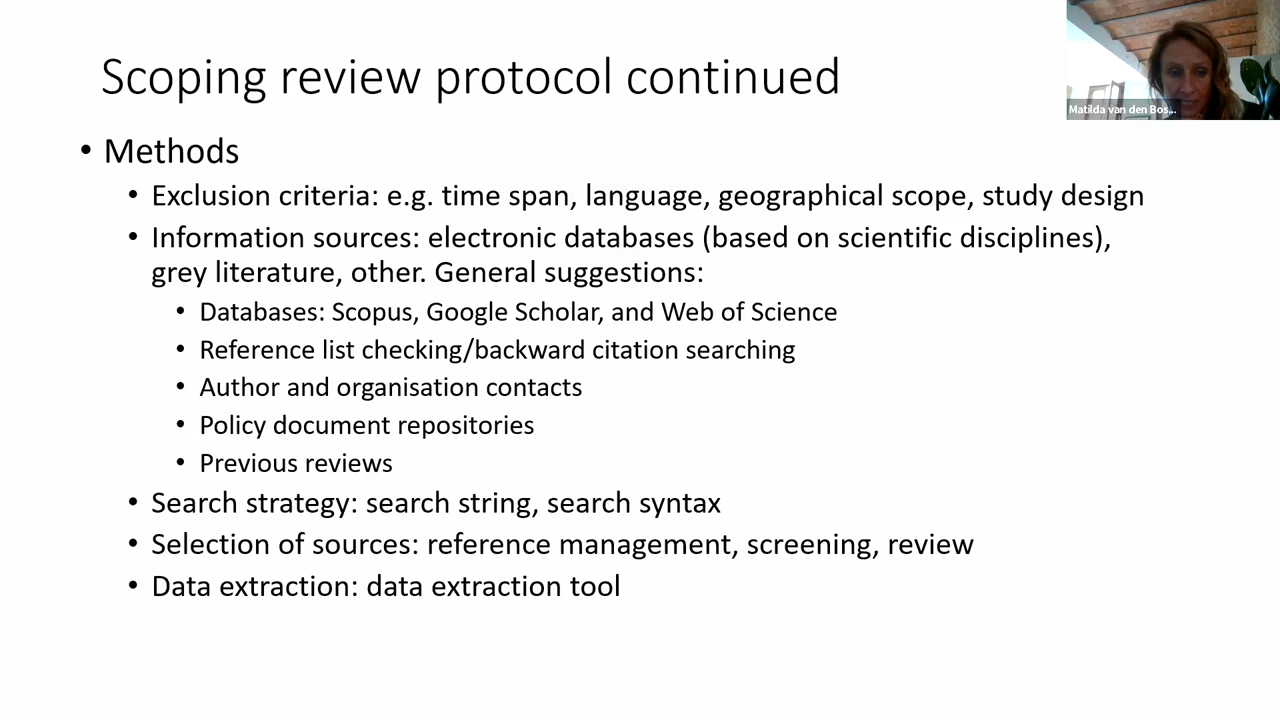 Scoping review protocol continued
Matilda van den Bos...
• Methods
• Exclusion criteria: e.g. time span, language, geographical scope, study design
• Information sources: electronic databases (based on scientific disciplines),
grey literature, other. General suggestions:
• Databases: Scopus, Google Scholar, and Web of Science
• Reference list checking/backward citation searching
• Author and organisation contacts
• Policy document repositories
• Previous reviews
• Search strategy: search string, search syntax
• Selection of sources: reference management, screening, review
• Data extraction: data extraction tool